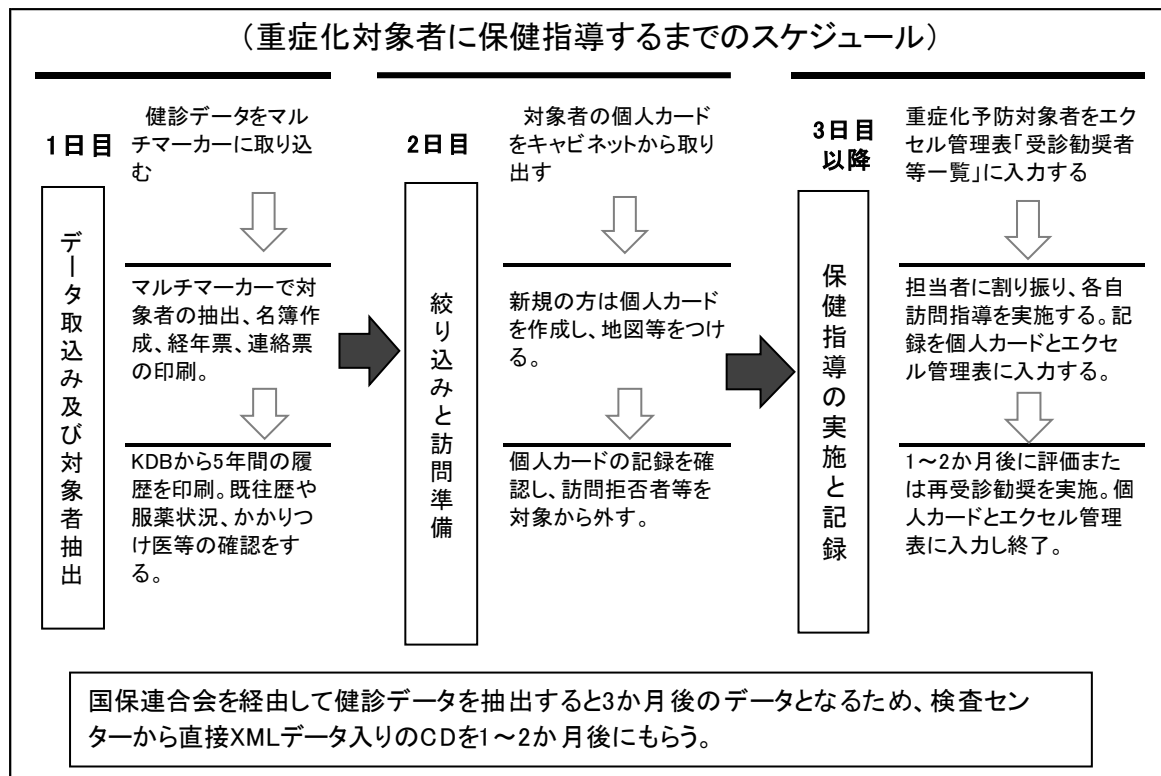 （重症化対象者に保健指導するまでのスケジュール）
1日目
データ取込み及び対象者抽出
健診データをマル
チマーカーに取り込
む
マルチマーカーで対
象者の抽出、名簿作
成、経年票、連絡票
の印刷。
KDBから5年間の履
歴を印刷。既往歴や
服薬状況、かかりつ
け医等の確認をす
る。
2日目
絞り込みと訪問準備
対象者の個人カード
をキャビネットから取り
出す
新規の方は個人カード
を作成し、地図等をつけ
る。
個人カードの記録を確
認し、訪問拒否者等を
対象から外す。
3日目
以降
保健指導の実施と記録
重症化予防対象者をエク
セル管理表「受診勧奨者
等一覧」に入力する
担当者に割り振り、各自
訪問指導を実施する。記
録を個人カードとエクセ
ル管理表に入力する。
1～2か月後に評価また
は再受診勧奨を実施。個
人カードとエクセル管理
表に入力し終了。
国保連合会を経由して健診データを抽出すると3か月後のデータとなるため、検査セン
ターから直接XMLデータ入りのCDを1～2か月後にもらう。